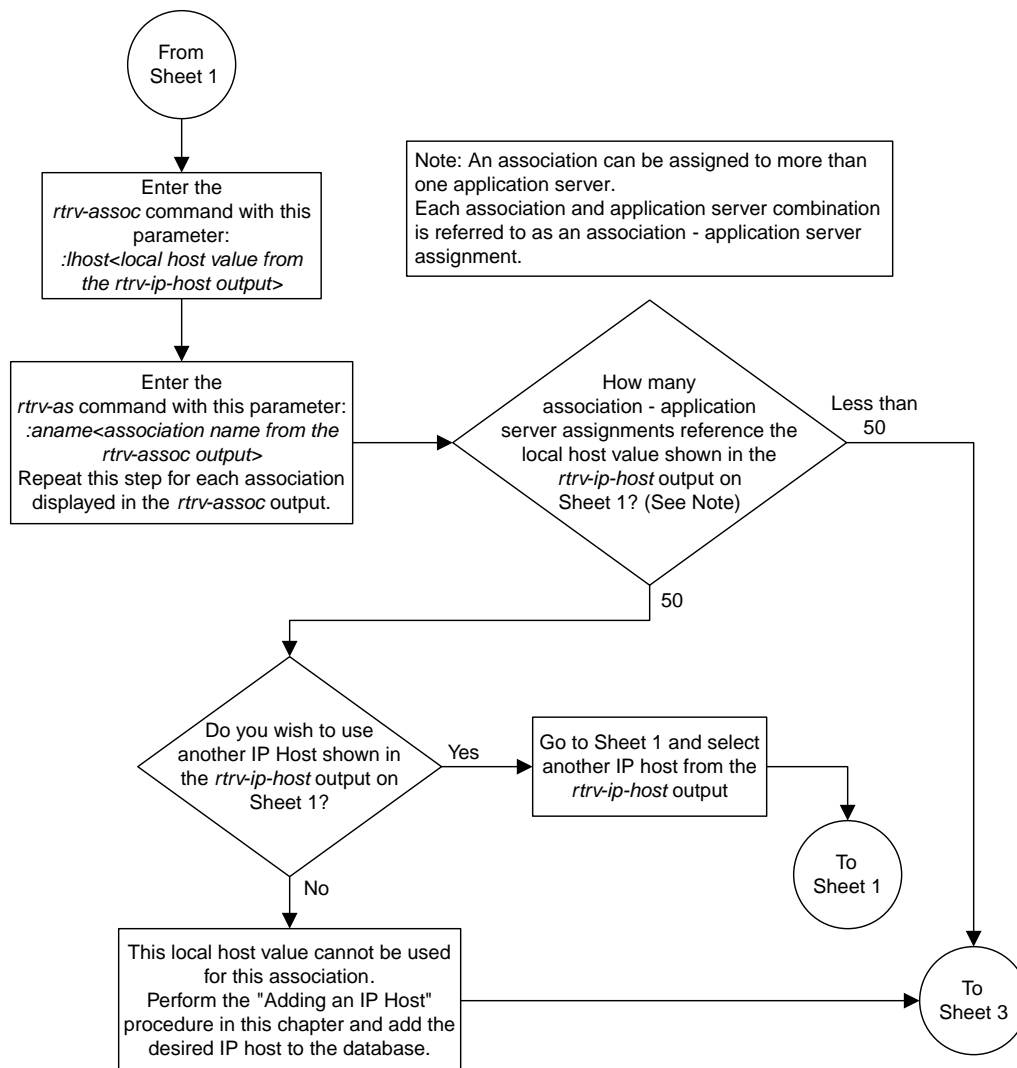 From
Sheet 1
Enter the
rtrv-assoc command with this
parameter:
:lhost<local host value from
the rtrv-ip-host output>
Note: An association can be assigned to more than
one application server.
Each association and application server combination
is referred to as an association - application server
assignment.
Enter the
rtrv-as command with this parameter:
:aname<association name from the
rtrv-assoc output>
Repeat this step for each association
displayed in the rtrv-assoc output.
How many
association - application
server assignments reference the
local host value shown in the
rtrv-ip-host output on
Sheet 1? (See Note)
Less than
50
50
Do you wish to use
another IP Host shown in
the rtrv-ip-host output on
Sheet 1?
Yes
Go to Sheet 1 and select
another IP host from the
rtrv-ip-host output
To
Sheet 1
No
This local host value cannot be used
for this association.
Perform the "Adding an IP Host"
procedure in this chapter and add the
desired IP host to the database.
To
Sheet 3